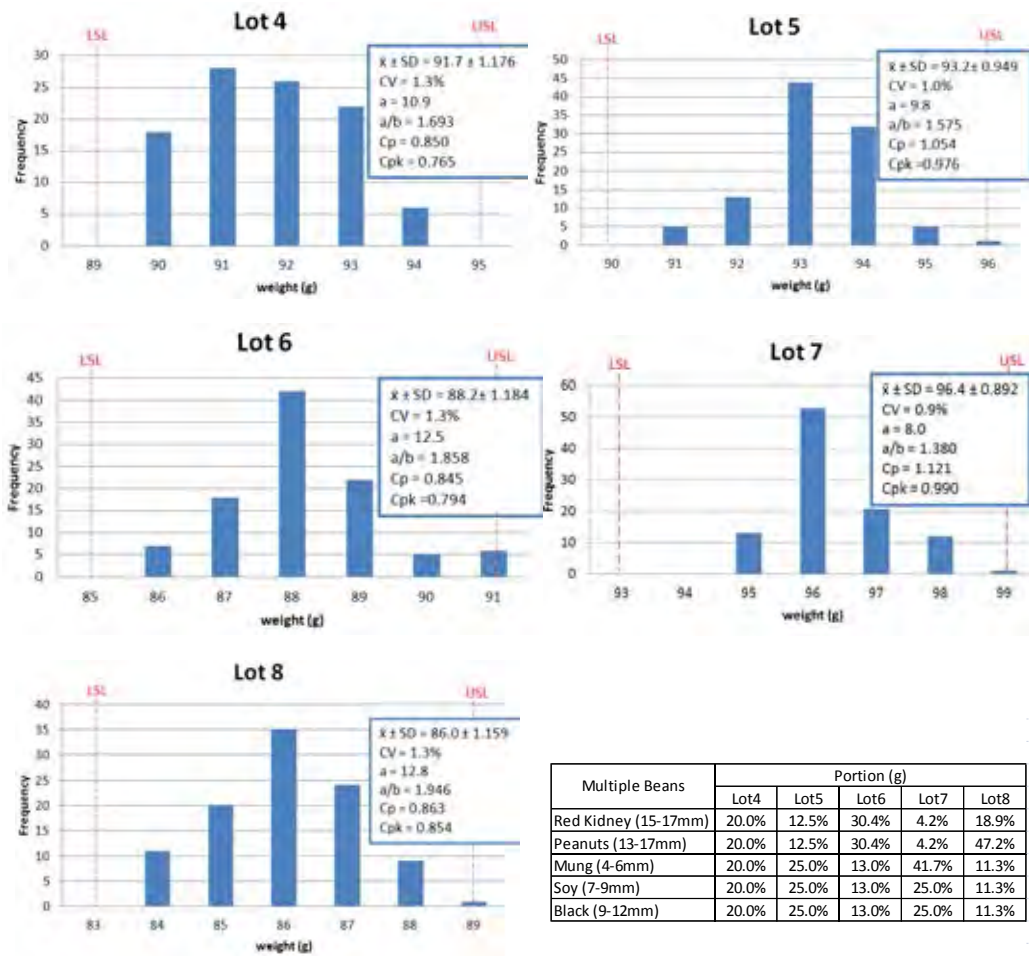 Lot 4
LSL
USL
x̄ ± SD = 91.7 ± 1.176
CV = 1.3%
a = 10.9
a/b = 1.693
Cp = 0.850
Cpk = 0.765
30
25
20
15
10
5
0
Frequency
89 90 91 92 93 94 95
weight (g)
Lot 5
LSL
USL
x̄ ± SD = 93.2± 0.949
CV = 1.0%
a = 9.8
a/b = 1.575
Cp = 1.054
Cpk =0.976
50
45
40
35
30
25
20
15
10
5
0
Frequency
90 91 92 93 94 95 96
weight (g)
Lot 6
LSL
USL
x̄ ± SD = 88.2± 1.184
CV = 1.3%
a = 12.5
a/b = 1.858
Cp = 0.845
Cpk =0.794
45
40
35
30
25
20
15
10
5
0
Frequency
85 86 87 88 89 90 91
weight (g)
Lot 7
LSL
USL
x̄ ± SD = 96.4 ± 0.892
CV = 0.9%
a = 8.0
a/b = 1.380
Cp = 1.121
Cpk = 0.990
60
50
40
30
20
10
0
Frequency
93 94 95 96 97 98 99
weight (g)
Lot 8
LSL
USL
x̄ ± SD = 86.0 ± 1.159
CV = 1.3%
a = 12.8
a/b = 1.946
Cp = 0.863
Cpk = 0.854
40
35
30
25
20
15
10
5
0
Frequency
83 84 85 86 87 88 89
weight (g)
Multiple Beans Portion (g)
Lot4 Lot5 Lot6 Lot7 Lot8
Red Kidney (15-17mm) 20.0% 12.5% 30.4% 4.2% 18.9%
Peanuts (13-17mm) 20.0% 12.5% 30.4% 4.2% 47.2%
Mung (4-6mm) 20.0% 25.0% 13.0% 41.7% 11.3%
Soy (7-9mm) 20.0% 25.0% 13.0% 25.0% 11.3%
Black (9-12mm) 20.0% 25.0% 13.0% 25.0% 11.3%